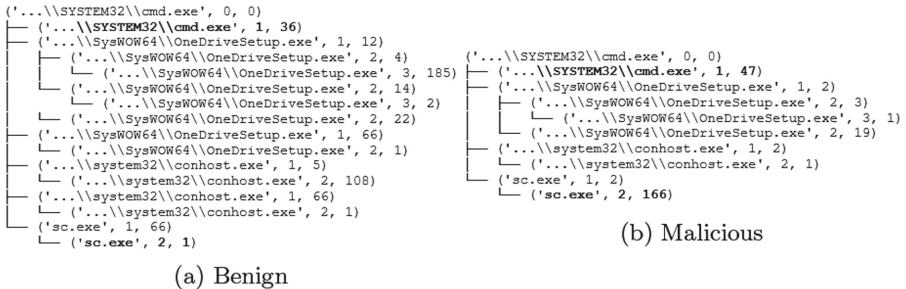 ('...\\SYSTEM32\\cmd.exe', 0, 0)
├── ('...\\SYSTEM32\\cmd.exe', 1, 36)
├── ('...\\SysWOW64\\OneDriveSetup.exe', 1, 12)
│   ├── ('...\\SysWOW64\\OneDriveSetup.exe', 2, 4)
│   │   └── ('...\\SysWOW64\\OneDriveSetup.exe', 3, 185)
│   ├── ('...\\SysWOW64\\OneDriveSetup.exe', 2, 14)
│   │   └── ('...\\SysWOW64\\OneDriveSetup.exe', 3, 2)
│   └── ('...\\SysWOW64\\OneDriveSetup.exe', 2, 22)
├── ('...\\SysWOW64\\OneDriveSetup.exe', 1, 66)
│   └── ('...\\SysWOW64\\OneDriveSetup.exe', 2, 1)
├── ('...\\system32\\conhost.exe', 1, 5)
│   └── ('...\\system32\\conhost.exe', 2, 108)
├── ('...\\system32\\conhost.exe', 1, 66)
│   └── ('...\\system32\\conhost.exe', 2, 1)
└── ('sc.exe', 1, 66)
    └── ('sc.exe', 2, 1)
(a) Benign
('...\\SYSTEM32\\cmd.exe', 0, 0)
├── ('...\\SYSTEM32\\cmd.exe', 1, 47)
├── ('...\\SysWOW64\\OneDriveSetup.exe', 1, 2)
│   ├── ('...\\SysWOW64\\OneDriveSetup.exe', 2, 3)
│   │   └── ('...\\SysWOW64\\OneDriveSetup.exe', 3, 1)
│   └── ('...\\SysWOW64\\OneDriveSetup.exe', 2, 19)
├── ('...\\system32\\conhost.exe', 1, 2)
│   └── ('...\\system32\\conhost.exe', 2, 1)
└── ('sc.exe', 1, 2)
    └── ('sc.exe', 2, 166)
(b) Malicious